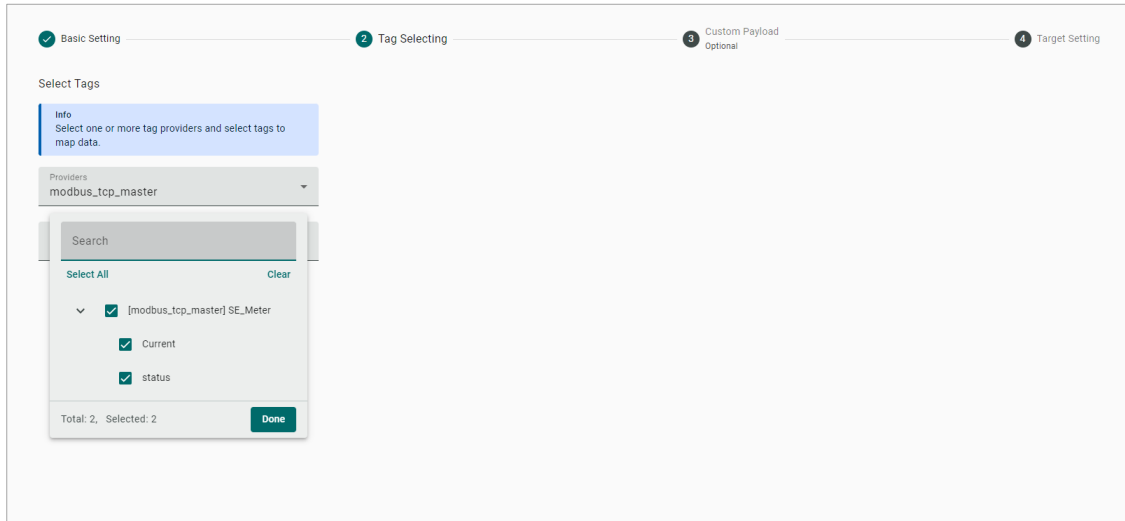 Basic Setting
2 Tag Selecting
3 Custom Payload
Optional
4 Target Setting
Select Tags
Info
Select one or more tag providers and select tags to
map data.
Providers
modbus_tcp_master
Search
Select All Clear
[modbus_tcp_master] SE_Meter
Current
status
Total: 2, Selected: 2 Done